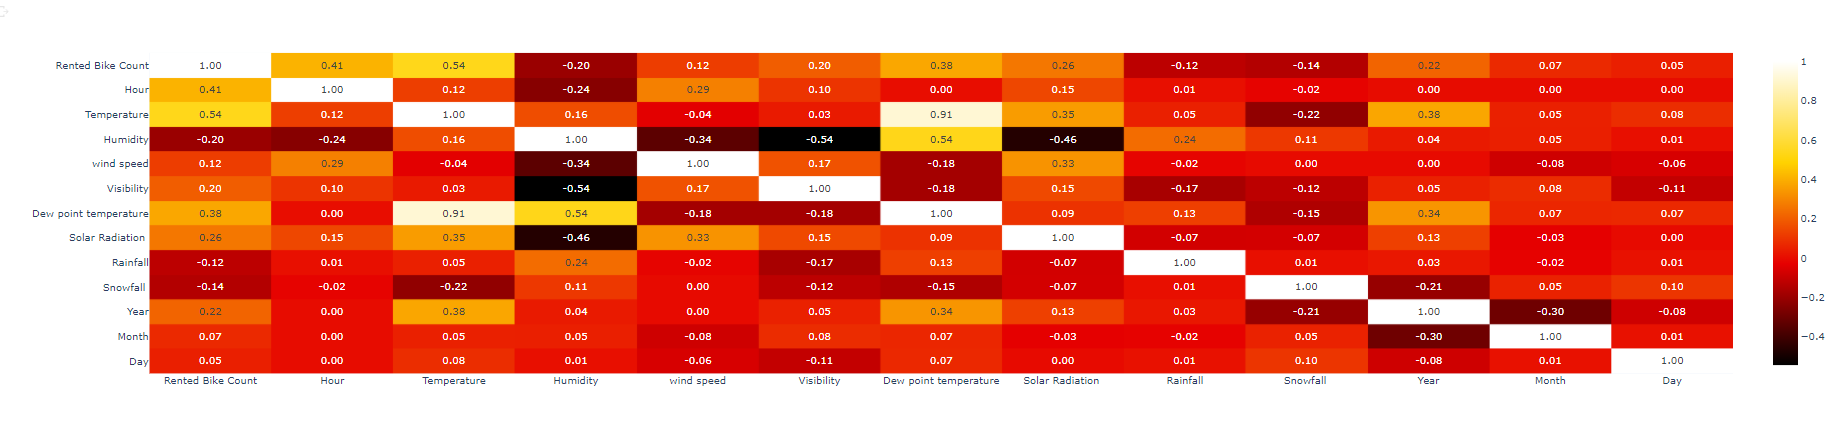 Rented Bike Count 1.00 0.41 0.54 -0.20 0.12 0.20 0.38 0.26 -0.12 -0.14 0.22 0.07 0.05 1
Hour 0.41 1.00 0.12 -0.24 0.29 0.10 0.00 0.15 0.01 -0.02 0.00 0.00 0.00 0.8
Temperature 0.54 0.12 1.00 0.16 -0.04 0.03 0.91 0.35 0.05 -0.22 0.38 0.05 0.08 0.6
Humidity -0.20 -0.24 0.16 1.00 -0.34 -0.54 0.54 -0.46 0.24 0.11 0.04 0.05 0.01
wind speed 0.12 0.29 -0.04 -0.34 1.00 0.17 -0.18 0.33 -0.02 0.00 0.00 -0.08 -0.06
Visibility 0.20 0.10 0.03 -0.54 0.17 1.00 -0.18 0.15 -0.17 -0.12 0.05 0.08 -0.11 0.4
Dew point temperature 0.38 0.00 0.91 0.54 -0.18 -0.18 1.00 0.09 0.13 -0.15 0.34 0.07 0.07 0.2
Solar Radiation 0.26 0.15 0.35 -0.46 0.33 0.15 0.09 1.00 -0.07 -0.07 0.13 -0.03 0.00
Rainfall -0.12 0.01 0.05 0.24 -0.02 -0.17 0.13 -0.07 1.00 0.01 0.03 -0.02 0.01 0
Snowfall -0.14 -0.02 -0.22 0.11 0.00 -0.12 -0.15 -0.07 0.01 1.00 -0.21 0.05 0.10 −0.2
Year 0.22 0.00 0.38 0.04 0.00 0.05 0.34 0.13 0.03 -0.21 1.00 -0.30 -0.08
Month 0.07 0.00 0.05 0.05 -0.08 0.08 0.07 -0.03 -0.02 0.05 -0.30 1.00 0.01 −0.4
Day 0.05 0.00 0.08 0.01 -0.06 -0.11 0.07 0.00 0.01 0.10 -0.08 0.01 1.00
Rented Bike Count Hour Temperature Humidity wind speed Visibility Dew point temperature Solar Radiation Rainfall Snowfall Year Month Day